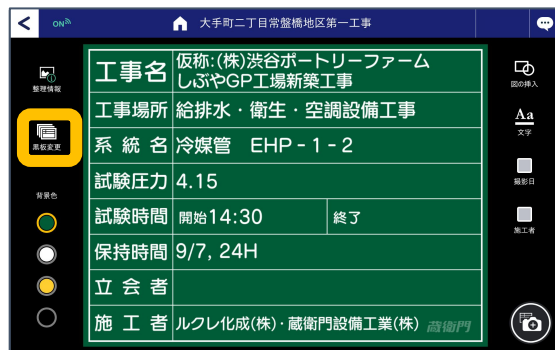 ON
大手町二丁目常盤橋地区第一工事
整理情報
黒板変更
背景色
工事名 仮称:(株)渋谷ポートリーファーム
しぶやGP工場新築工事
工事場所 給排水・衛生・空調設備工事
系統名 冷媒管 EHP-1-2
試験圧力 4.15
試験時間 開始14:30 終了
保持時間 9/7, 24H
立会者
施工者 ルクレ化成(株)・蔵衛門設備工業(株) 蔵衛門
図の挿入
Aa
文字
撮影日
施工者